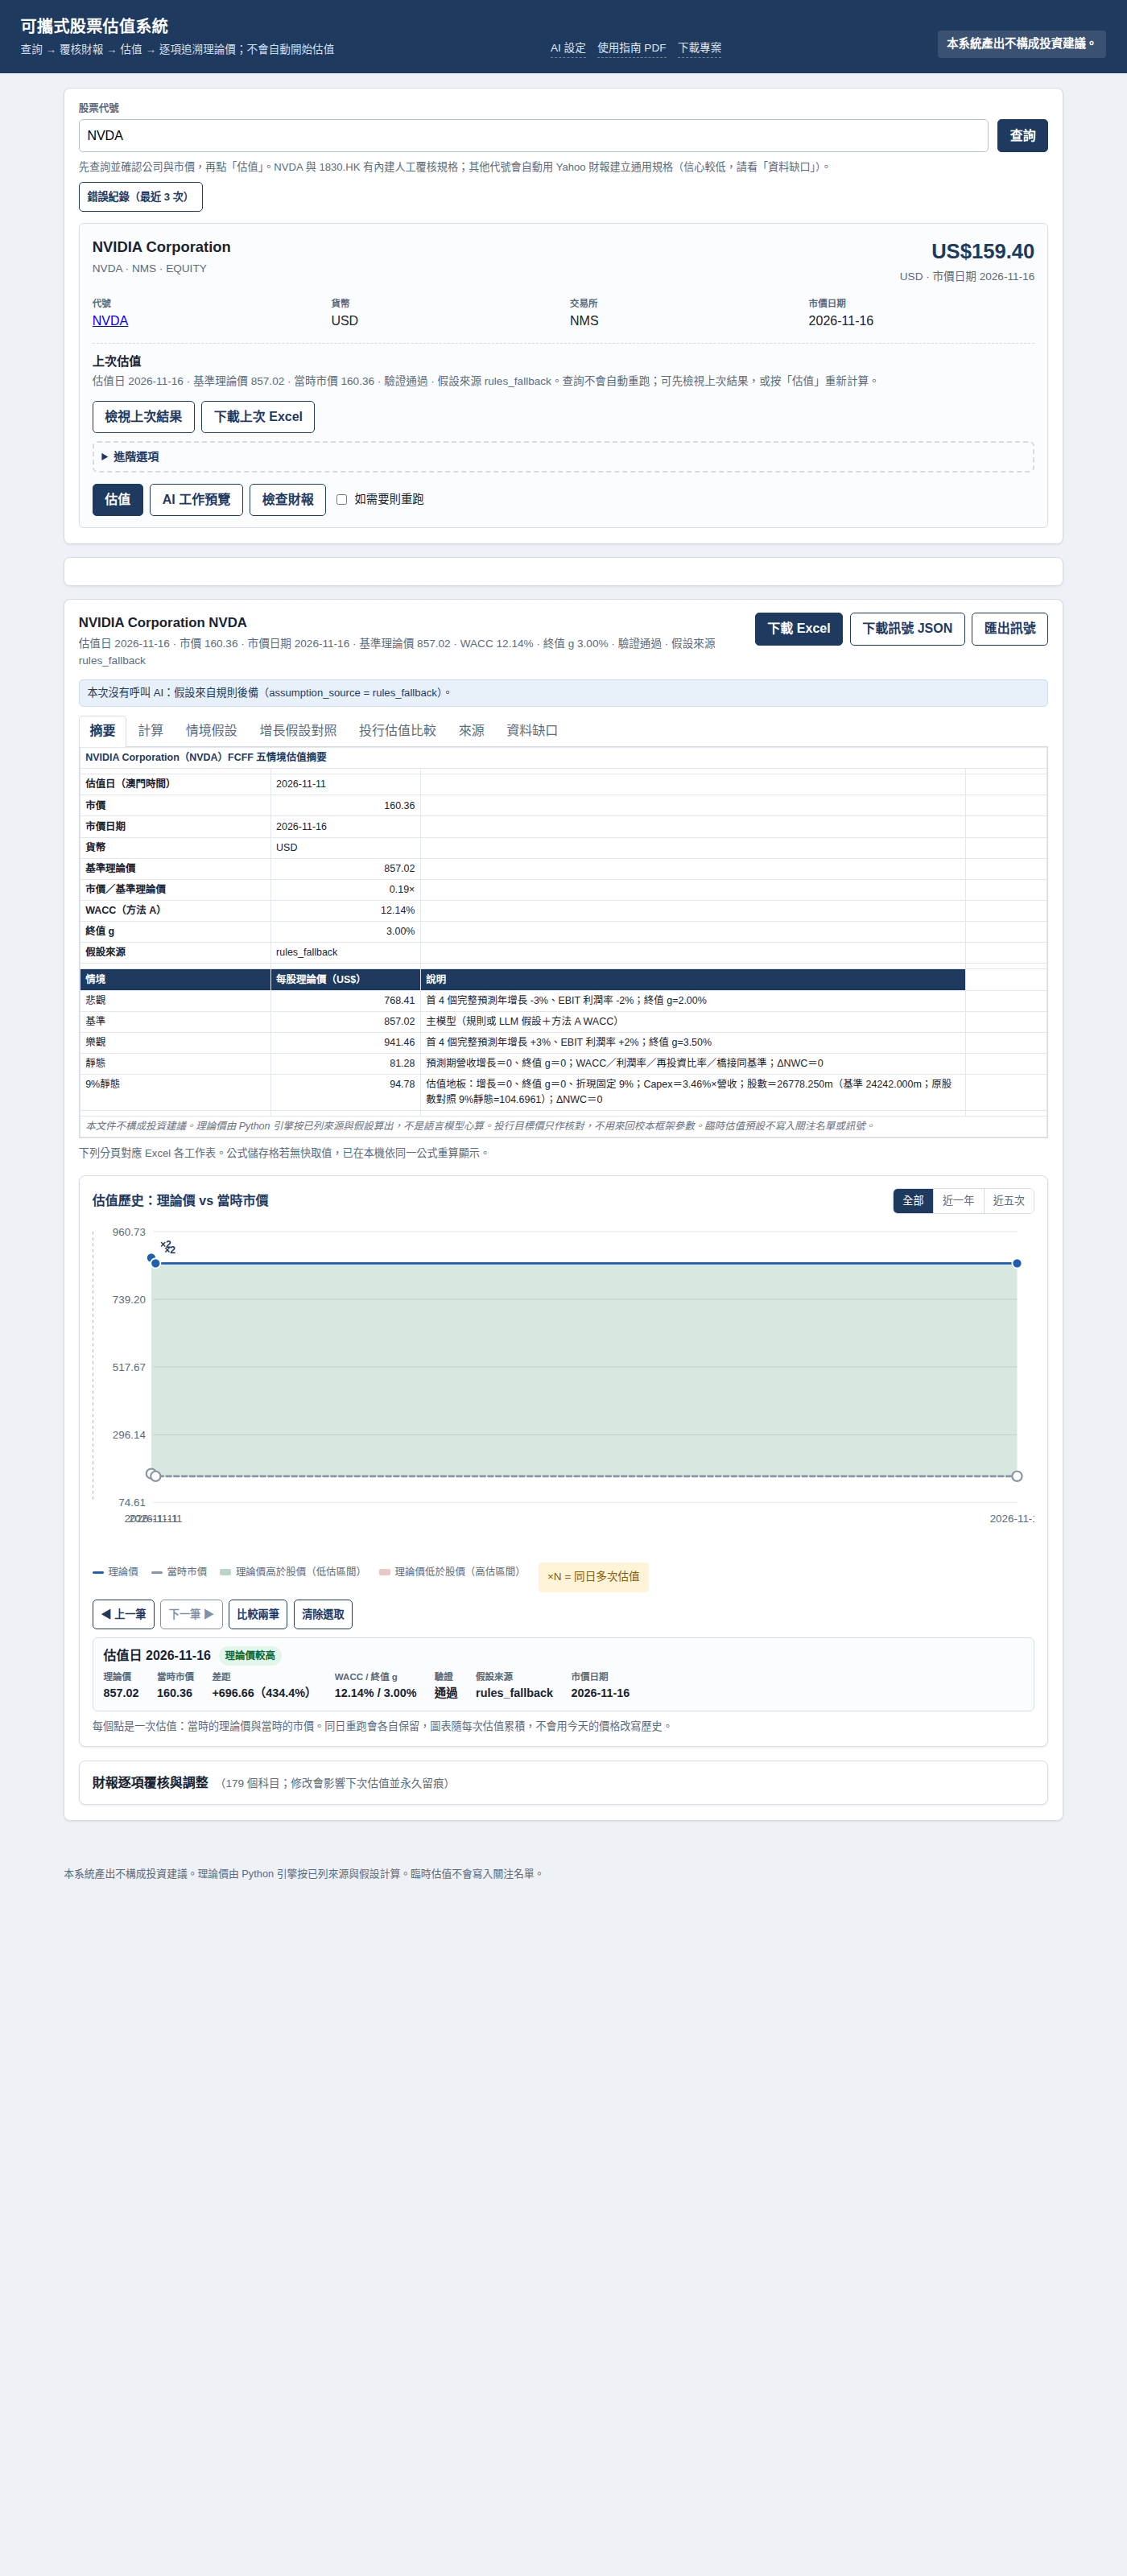 可攜式股票估值系統
查詢 → 覆核財報 → 估值 → 逐項追溯理論價；不會自動開始估值
AI 設定 使用指南 PDF 下載專案
本系統產出不構成投資建議。
股票代號
NVDA
查詢
先查詢並確認公司與市價，再點「估值」。NVDA 與 1830.HK 有內建人工覆核規格；其他代號會自動用 Yahoo 財報建立通用規格（信心較低，請看「資料缺口」）。
錯誤紀錄（最近 3 次）
NVIDIA Corporation
US$159.40
NVDA · NMS · EQUITY
USD · 市價日期 2026-11-16
代號 貨幣 交易所 市價日期
NVDA USD NMS 2026-11-16
上次估值
估值日 2026-11-16 · 基準理論價 857.02 · 當時市價 160.36 · 驗證通過 · 假設來源 rules_fallback。查詢不會自動重跑；可先檢視上次結果，或按「估值」重新計算。
檢視上次結果 下載上次 Excel
▶ 進階選項
估值 AI 工作預覽 檢查財報 如需要則重跑
NVIDIA Corporation NVDA
估值日 2026-11-16 · 市價 160.36 · 市價日期 2026-11-16 · 基準理論價 857.02 · WACC 12.14% · 終值 g 3.00% · 驗證通過 · 假設來源
rules_fallback
下載 Excel 下載訊號 JSON 匯出訊號
本次沒有呼叫 AI：假設來自規則後備（assumption_source = rules_fallback）。
摘要 計算 情境假設 增長假設對照 投行估值比較 來源 資料缺口
NVIDIA Corporation（NVDA）FCFF 五情境估值摘要
估值日（澳門時間） 2026-11-11
市價 160.36
市價日期 2026-11-16
貨幣 USD
基準理論價 857.02
市價／基準理論價 0.19×
WACC（方法 A） 12.14%
終值 g 3.00%
假設來源 rules_fallback
情境 每股理論價（US$） 說明
悲觀 768.41 首 4 個完整預測年增長 -3%、EBIT 利潤率 -2%；終值 g=2.00%
基準 857.02 主模型（規則或 LLM 假設＋方法 A WACC）
樂觀 941.46 首 4 個完整預測年增長 +3%、EBIT 利潤率 +2%；終值 g=3.50%
靜態 81.28 預測期營收增長＝0、終值 g＝0；WACC／利潤率／再投資比率／橋接同基準；ΔNWC＝0
9%靜態 94.78 估值地板：增長＝0、終值 g＝0、折現固定 9%；Capex＝3.46%×營收；股數＝26778.250m（基準 24242.000m；原股
數對照 9%靜態=104.6961）；ΔNWC＝0
本文件不構成投資建議。理論價由 Python 引擎按已列來源與假設算出，不是語言模型心算。投行目標價只作核對，不用來回校本框架參數。臨時估值預設不寫入關注名單或訊號。
下列分頁對應 Excel 各工作表。公式儲存格若無快取值，已在本機依同一公式重算顯示。
估值歷史：理論價 vs 當時市價
全部 近一年 近五次
960.73
×2
×2
739.20
517.67
296.14
74.61
2026-11-11
2026-11-11
2026-11-1
理論價 當時市價 理論價高於股價（低估區間） 理論價低於股價（高估區間） ×N = 同日多次估值
◀ 上一筆 下一筆 ▶ 比較兩筆 清除選取
估值日 2026-11-16 理論價較高
理論價 當時市價 差距 WACC / 終值 g 驗證 假設來源 市價日期
857.02 160.36 +696.66（434.4%） 12.14% / 3.00% 通過 rules_fallback 2026-11-16
每個點是一次估值：當時的理論價與當時的市價。同日重跑會各自保留，圖表隨每次估值累積，不會用今天的價格改寫歷史。
財報逐項覆核與調整 （179 個科目；修改會影響下次估值並永久留痕）
本系統產出不構成投資建議。理論價由 Python 引擎按已列來源與假設計算。臨時估值不會寫入關注名單。